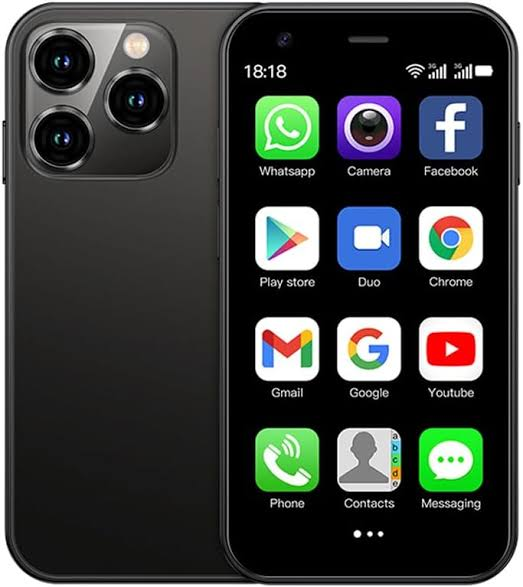 18:18
3G 3G
Whatsapp Camera Facebook
Play store Duo Chrome
Gmail Google Youtube
a
b
c
d
e
Phone Contacts Messaging